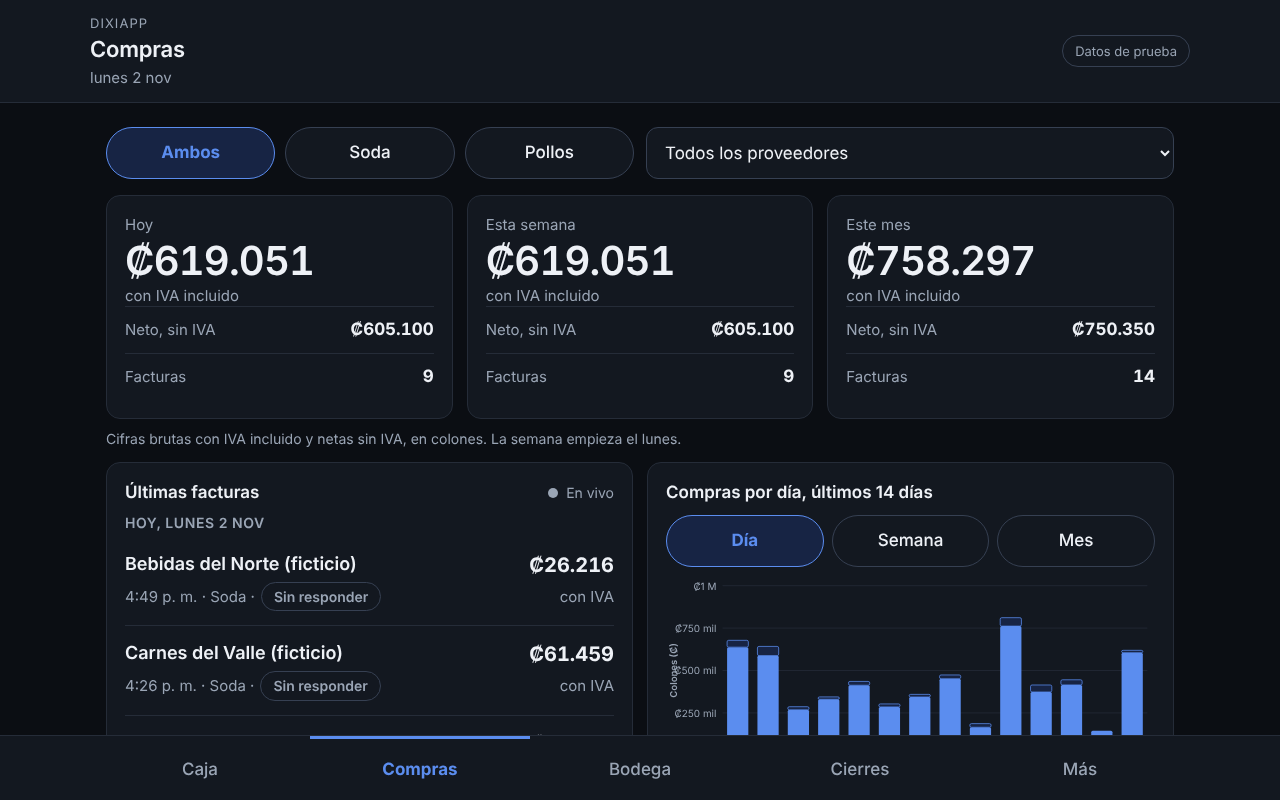 DIXIAPP
Compras
lunes 2 nov
Datos de prueba
Ambos
Soda
Pollos
Todos los proveedores
Hoy
₡619.051
con IVA incluido
Neto, sin IVA ₡605.100
Facturas 9
Esta semana
₡619.051
con IVA incluido
Neto, sin IVA ₡605.100
Facturas 9
Este mes
₡758.297
con IVA incluido
Neto, sin IVA ₡750.350
Facturas 14
Cifras brutas con IVA incluido y netas sin IVA, en colones. La semana empieza el lunes.
Últimas facturas
En vivo
HOY, LUNES 2 NOV
Bebidas del Norte (ficticio) ₡26.216
4:49 p. m. · Soda · Sin responder con IVA
Carnes del Valle (ficticio) ₡61.459
4:26 p. m. · Soda · Sin responder con IVA
Compras por día, últimos 14 días
Día
Semana
Mes
₡1 M
₡750 mil
₡500 mil
₡250 mil
Colones (₡)
Caja
Compras
Bodega
Cierres
Más